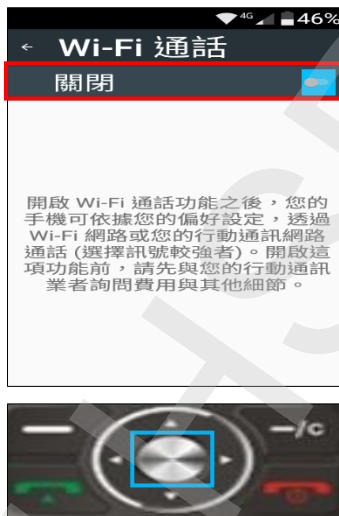 4G 46%
← Wi-Fi 通話
關閉
開啟 Wi-Fi 通話功能之後，您的
手機可依據您的偏好設定，透過
Wi-Fi 網路或您的行動通訊網路
通話 (選擇訊號較強者)。開啟這
項功能前，請先與您的行動通訊
業者詢問費用與其他細節。
–/c